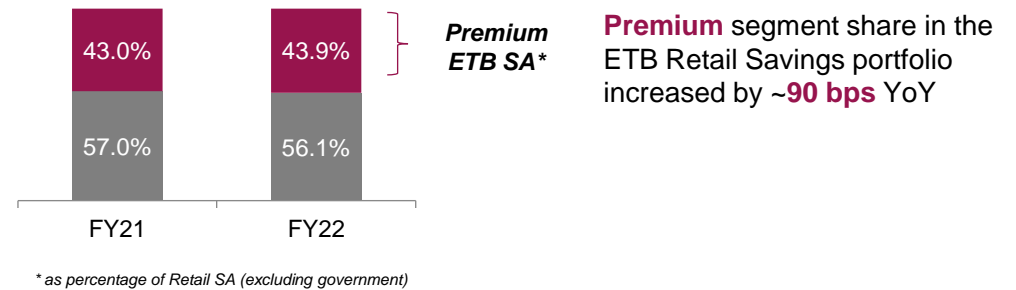 43.0%
43.9%
57.0%
56.1%
FY21
FY22
Premium
ETB SA*
Premium segment share in the
ETB Retail Savings portfolio
increased by ~90 bps YoY
* as percentage of Retail SA (excluding government)